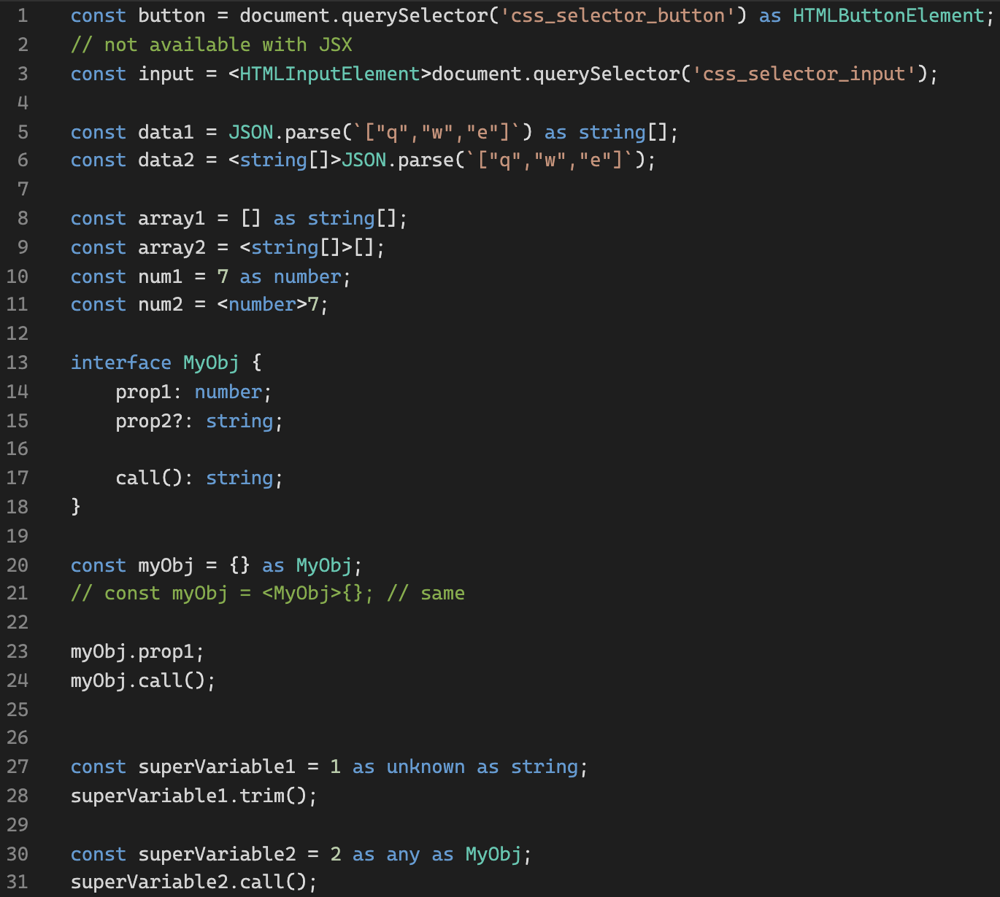 1 const button = document.querySelector('css_selector_button') as HTMLButtonElement;
2 // not available with JSX
3 const input = <HTMLInputElement>document.querySelector('css_selector_input');
4
5 const data1 = JSON.parse(`["q","w","e"]`) as string[];
6 const data2 = <string[]>JSON.parse(`["q","w","e"]`);
7
8 const array1 = [] as string[];
9 const array2 = <string[]>[];
10 const num1 = 7 as number;
11 const num2 = <number>7;
12
13 interface MyObj {
14     prop1: number;
15     prop2?: string;
16
17     call(): string;
18 }
19
20 const myObj = {} as MyObj;
21 // const myObj = <MyObj>{}; // same
22
23 myObj.prop1;
24 myObj.call();
25
26
27 const superVariable1 = 1 as unknown as string;
28 superVariable1.trim();
29
30 const superVariable2 = 2 as any as MyObj;
31 superVariable2.call();